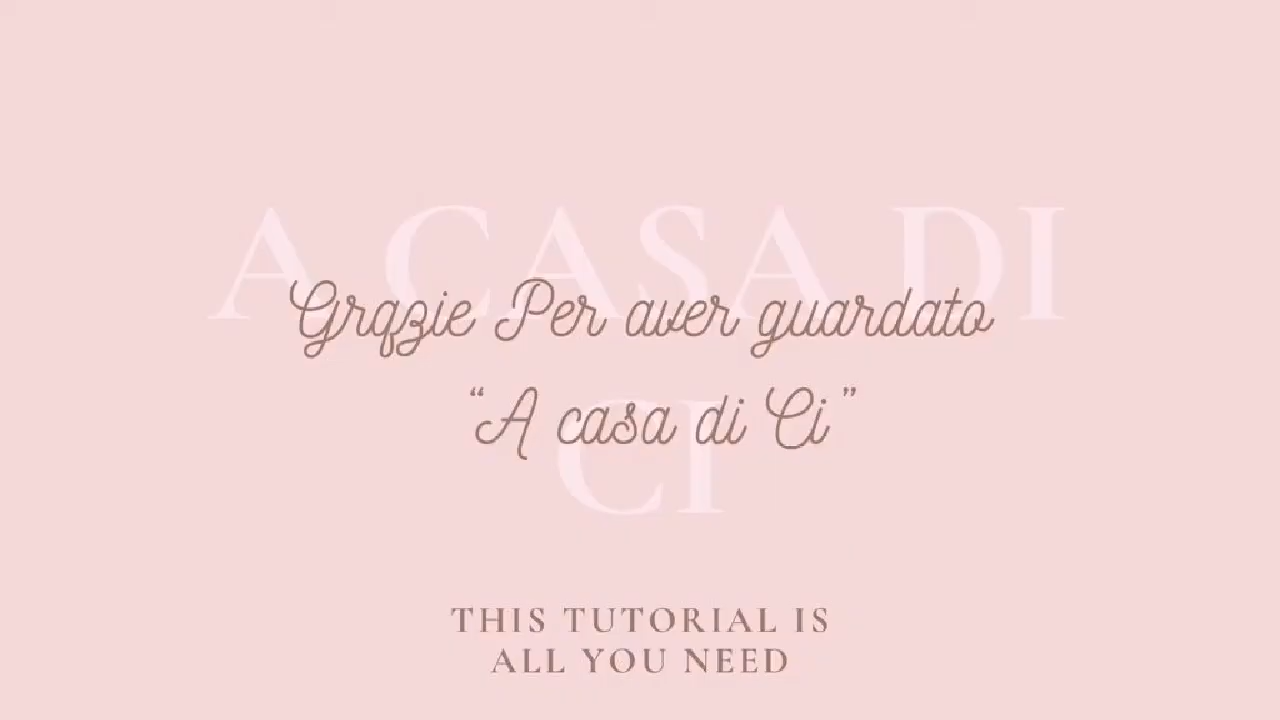 A CASA DI
Grqzie Per aver guardato
“A casa di Ci”
CI
THIS TUTORIAL IS
ALL YOU NEED